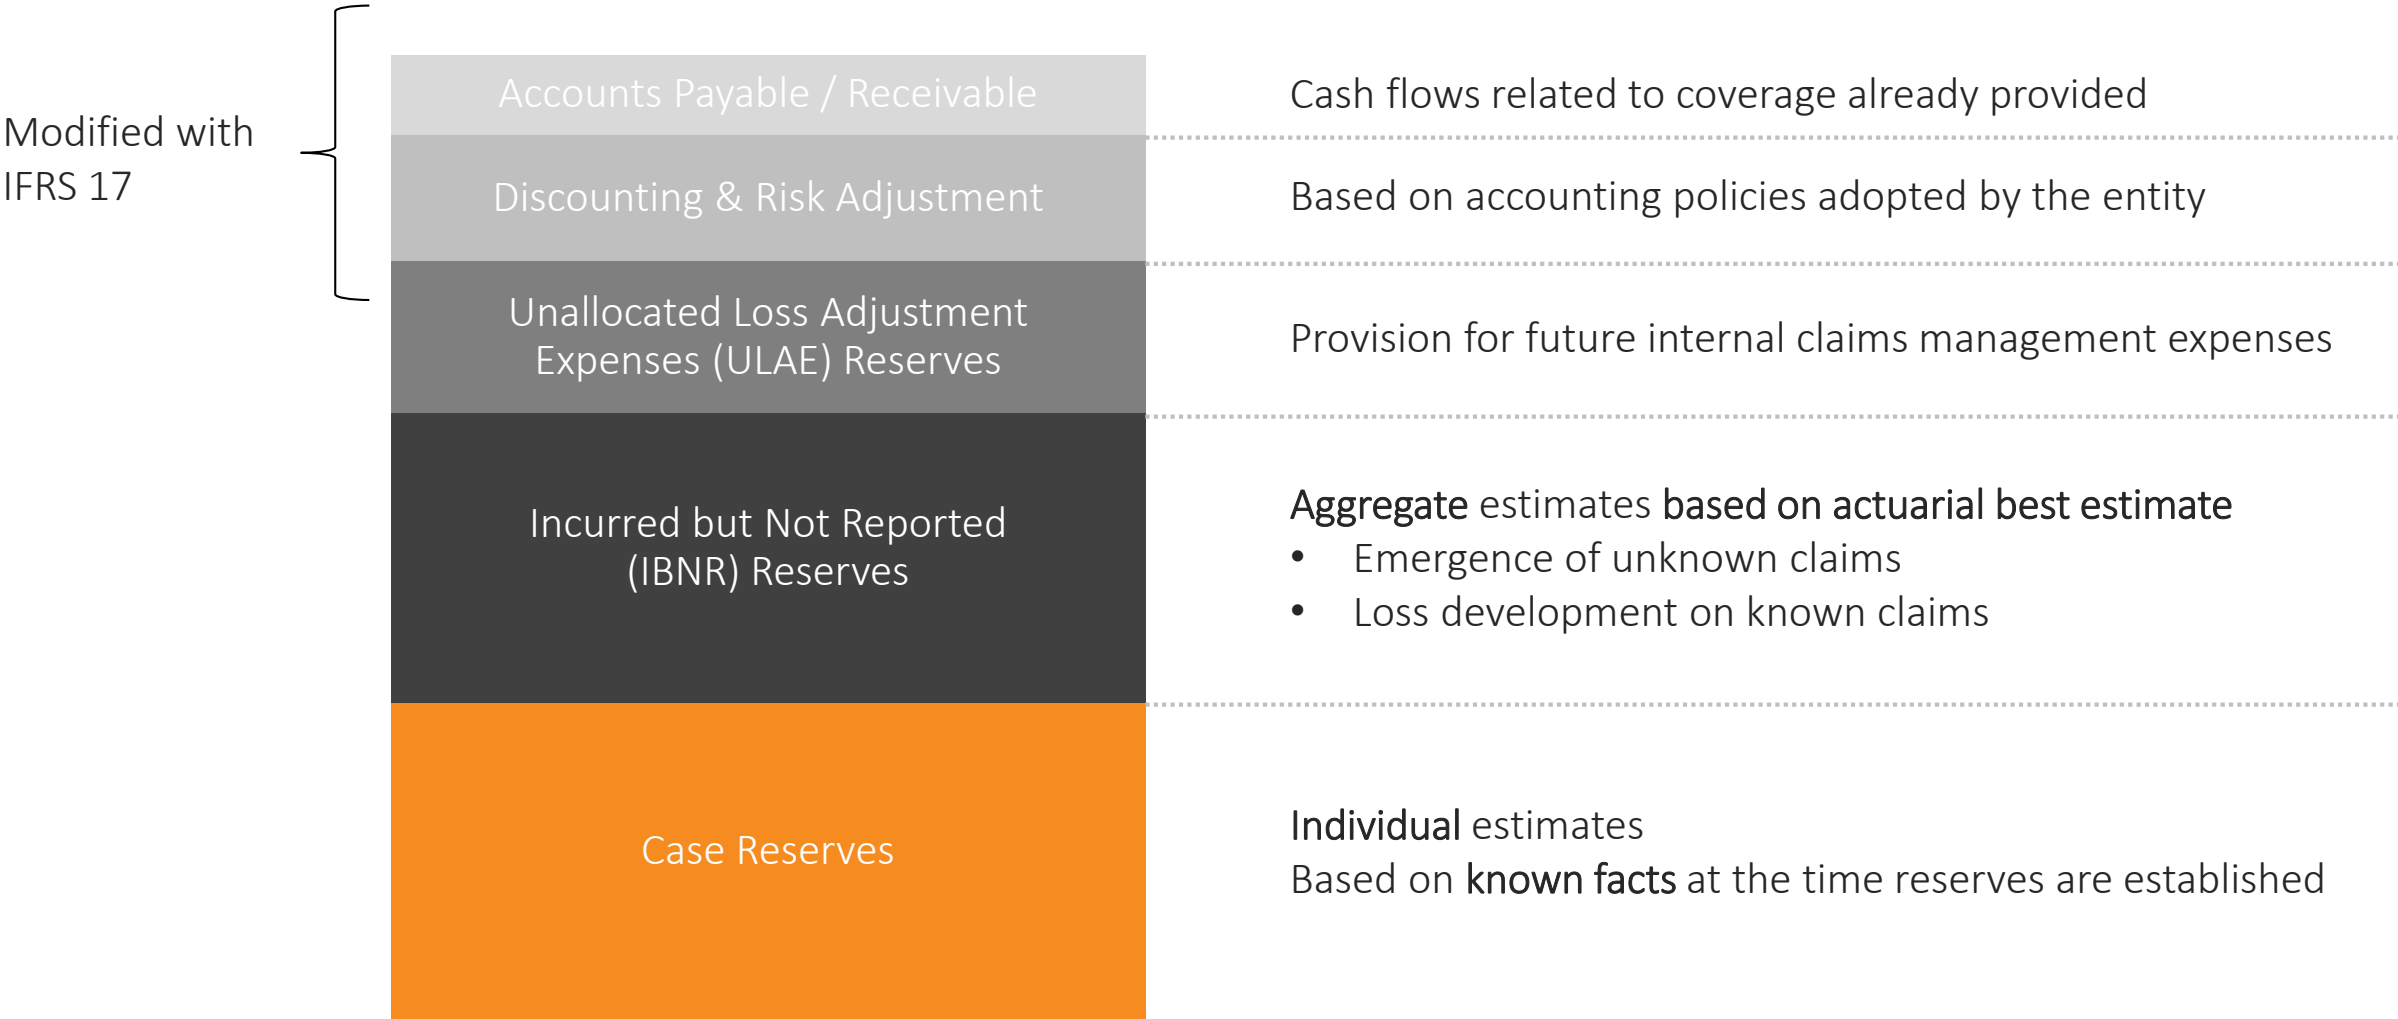 Modified with
IFRS 17
Accounts Payable / Receivable
Cash flows related to coverage already provided
Discounting & Risk Adjustment
Based on accounting policies adopted by the entity
Unallocated Loss Adjustment
Expenses (ULAE) Reserves
Provision for future internal claims management expenses
Incurred but Not Reported
(IBNR) Reserves
Aggregate estimates based on actuarial best estimate
• Emergence of unknown claims
• Loss development on known claims
Case Reserves
Individual estimates
Based on known facts at the time reserves are established